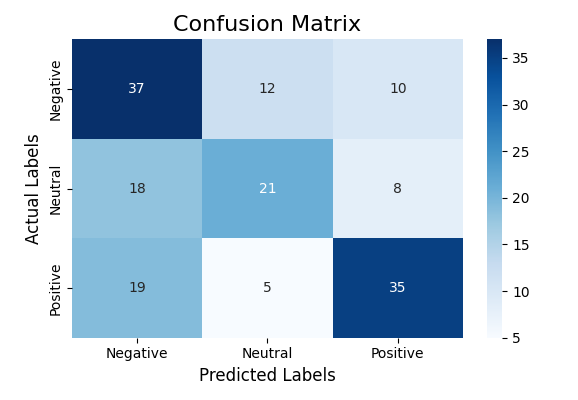 Confusion Matrix
Actual Labels
Negative
37 12 10
Neutral
18 21 8
Positive
19 5 35
Negative Neutral Positive
Predicted Labels
35
30
25
20
15
10
5